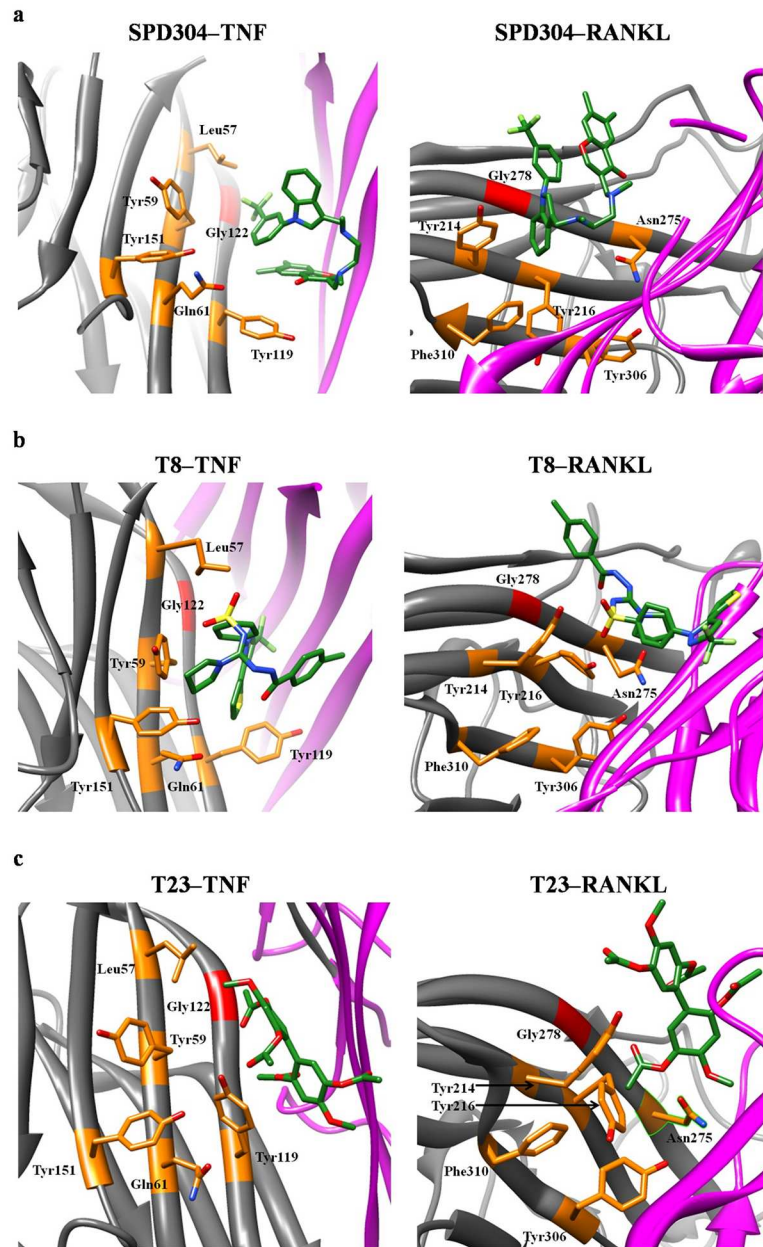 a
SPD304–TNF
SPD304–RANKL
Leu57
Tyr59
Tyr151
Gly122
Gln61
Tyr119
Gly278
Tyr214
Asn275
Tyr216
Phe310
Tyr306
b
T8–TNF
T8–RANKL
Leu57
Gly122
Tyr59
Tyr119
Tyr151
Gln61
Gly278
Tyr214
Tyr216
Asn275
Phe310
Tyr306
c
T23–TNF
T23–RANKL
Leu57
Gly122
Tyr59
Tyr151
Tyr119
Gln61
Gly278
Tyr214
Tyr216
Asn275
Phe310
Tyr306